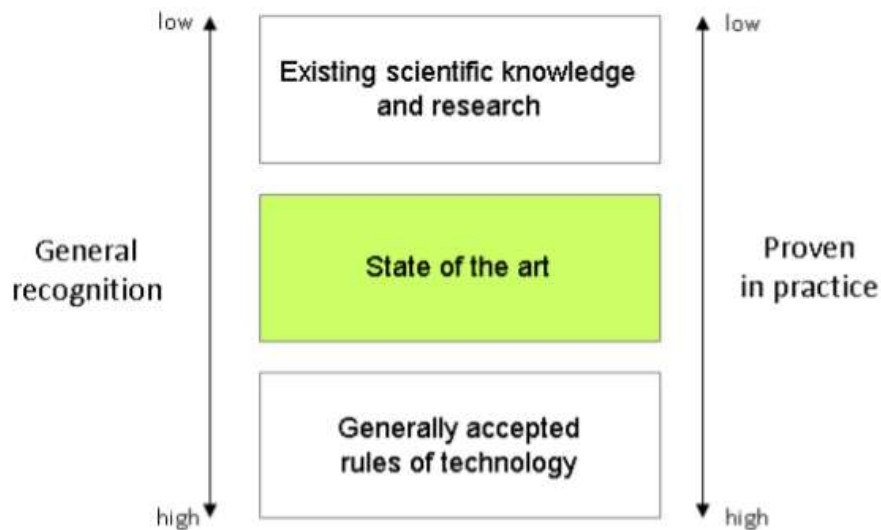 low
low
Existing scientific knowledge
and research
General
recognition
State of the art
Proven
in practice
Generally accepted
rules of technology
high
high